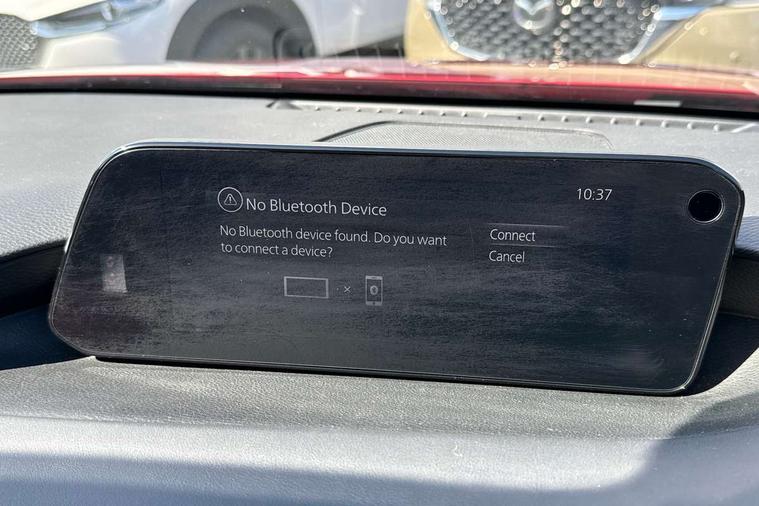 No Bluetooth Device
10:37
No Bluetooth device found. Do you want
to connect a device?
Connect
Cancel